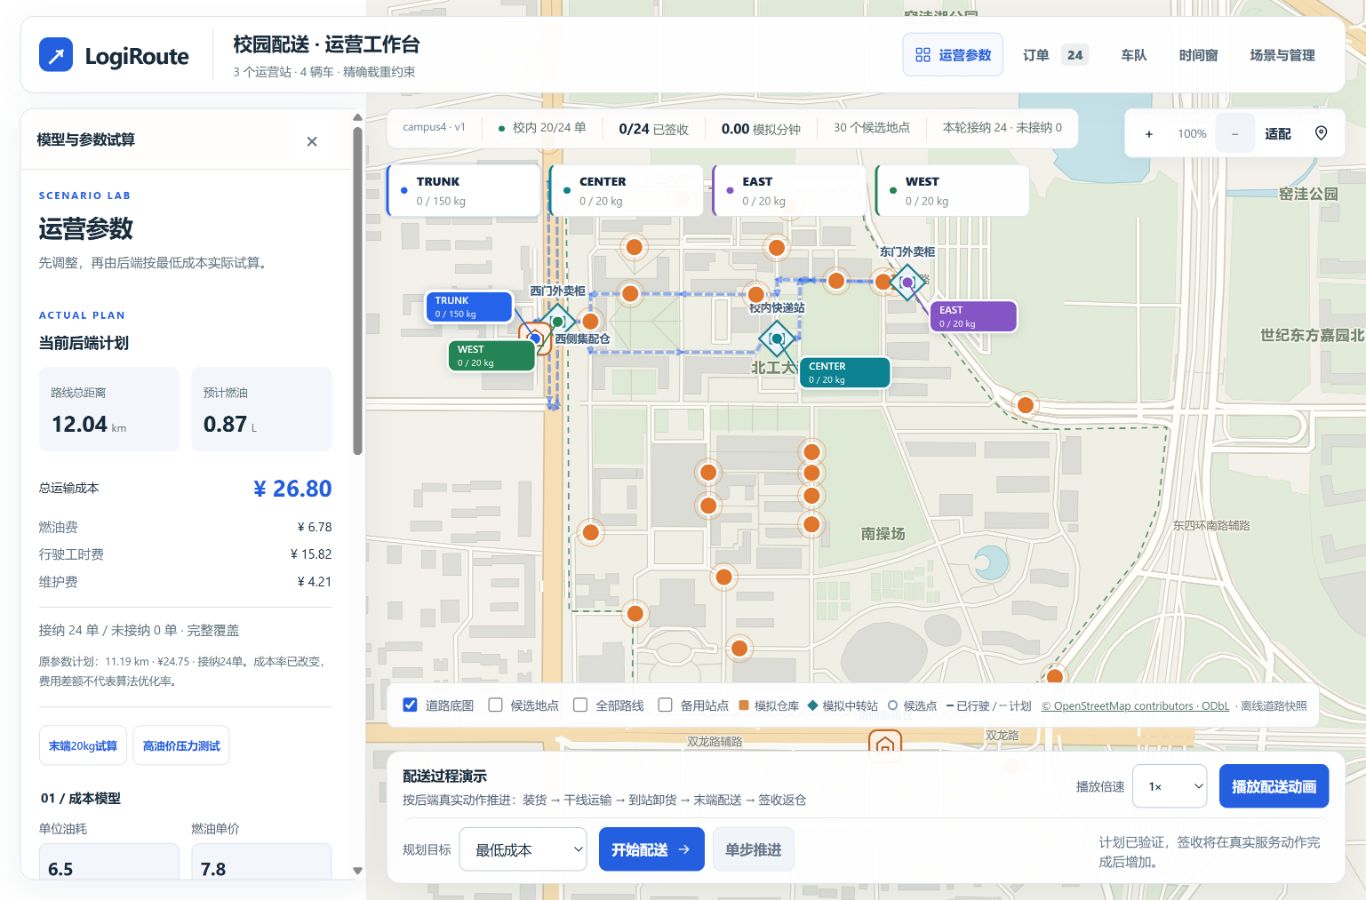 LogiRoute
校园配送 · 运营工作台
3 个运营站 · 4 辆车 · 精确载重约束
运营参数
订单 24
车队
时间窗
场景与管理
模型与参数试算
×
SCENARIO LAB
运营参数
先调整，再由后端按最低成本实际试算。
ACTUAL PLAN
当前后端计划
路线总距离
12.04 km
预计燃油
0.87 L
总运输成本
¥ 26.80
燃油费
¥ 6.78
行驶工时费
¥ 15.82
维护费
¥ 4.21
接纳 24 单 / 未接纳 0 单 · 完整覆盖
原参数计划：11.19 km · ¥24.75 · 接纳24单。成本率已改变，
费用差额不代表算法优化率。
末端20kg试算
高油价压力测试
01 / 成本模型
单位油耗
6.5
燃油单价
7.8
campus4 · v1
校内 20/24 单
0/24 已签收
0.00 模拟分钟
30 个候选地点
本轮接纳 24 · 未接纳 0
+
100%
−
适配
TRUNK
0 / 150 kg
CENTER
0 / 20 kg
EAST
0 / 20 kg
WEST
0 / 20 kg
窑洼湖公园
窑洼公园
东门外卖柜
路
西门外卖柜
TRUNK
0 / 150 kg
校内快递站
EAST
0 / 20 kg
西侧集配仓
WEST
0 / 20 kg
世纪东方嘉园北
北工大
CENTER
0 / 20 kg
南操场
东四环南路辅路
道路底图
候选地点
全部路线
备用站点
模拟仓库
模拟中转站
候选点
已行驶 / ┄ 计划
© OpenStreetMap contributors · ODbL
· 离线道路快照
双龙路辅路
双龙路
配送过程演示
按后端真实动作推进：装货 → 干线运输 → 到站卸货 → 末端配送 → 签收返仓
播放倍速
1×
播放配送动画
规划目标
最低成本
开始配送 →
单步推进
计划已验证，签收将在真实服务动作完
成后增加。